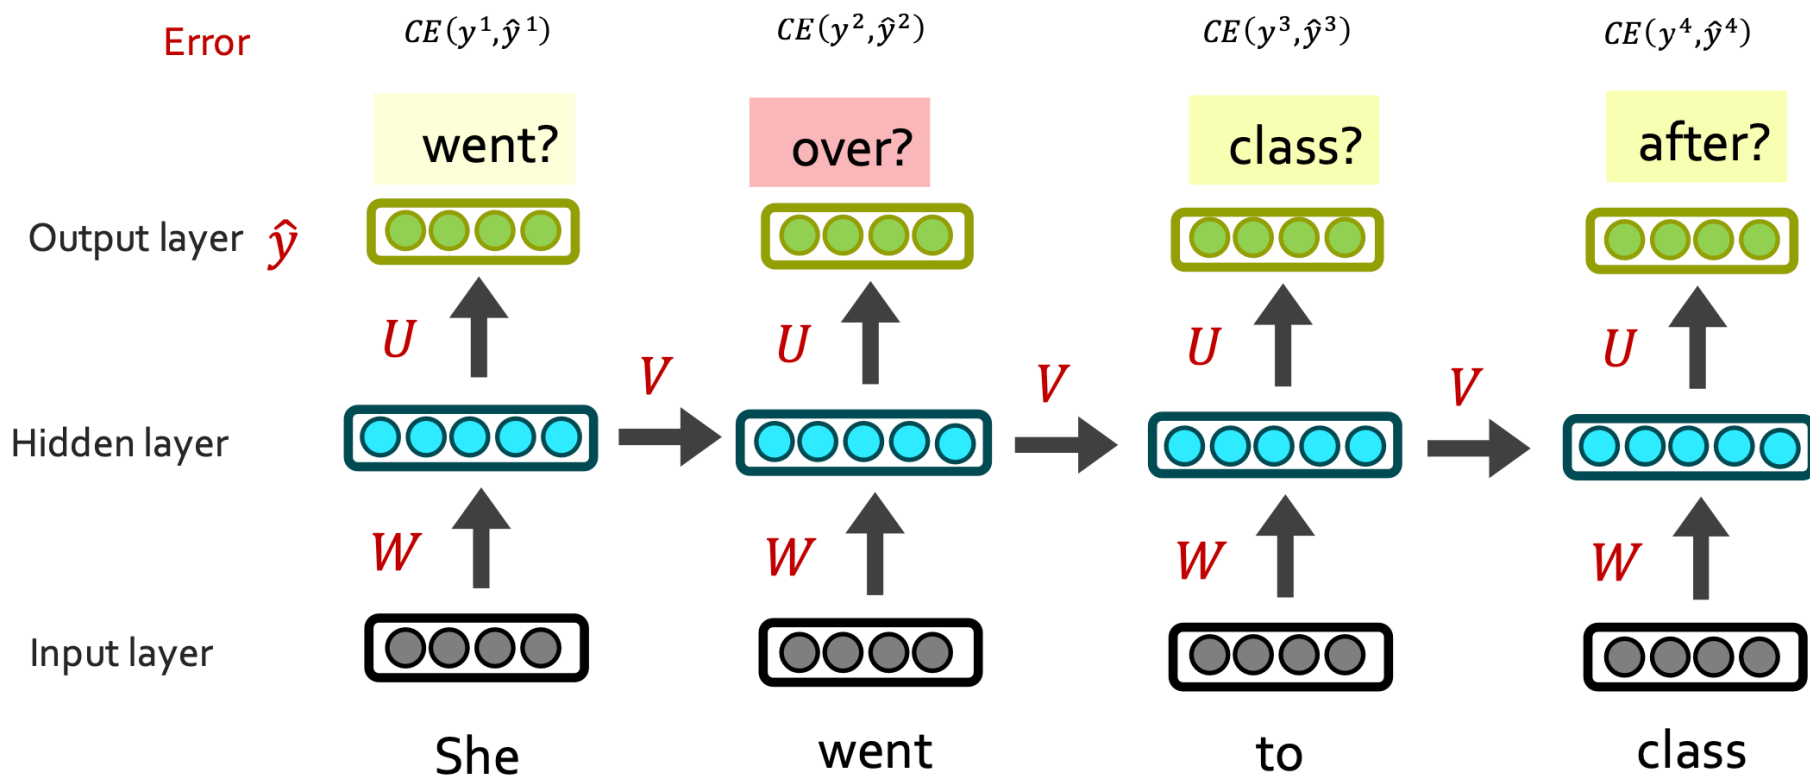 Error CE(y¹,ŷ¹) CE(y²,ŷ²) CE(y³,ŷ³) CE(y⁴,ŷ⁴)
went? over? class? after?
Output layer ŷ
U U U U
V V V
Hidden layer
W W W W
Input layer
She went to class